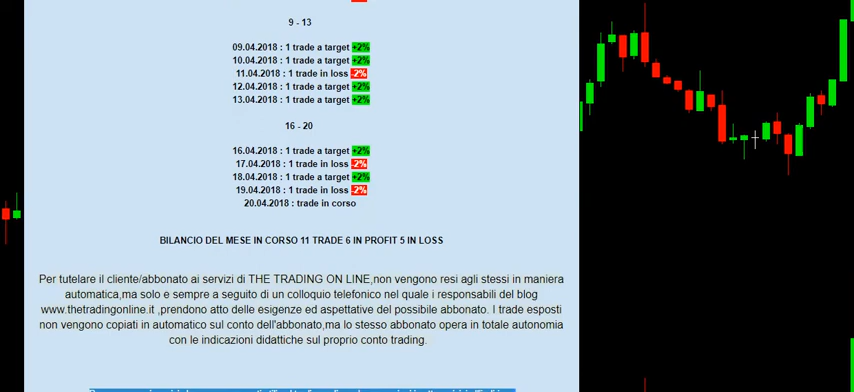 9 - 13
09.04.2018 : 1 trade a target +2%
10.04.2018 : 1 trade a target +2%
11.04.2018 : 1 trade in loss -2%
12.04.2018 : 1 trade a target +2%
13.04.2018 : 1 trade a target +2%
16 - 20
16.04.2018 : 1 trade a target +2%
17.04.2018 : 1 trade in loss -2%
18.04.2018 : 1 trade a target +2%
19.04.2018 : 1 trade in loss -2%
20.04.2018 : trade in corso
BILANCIO DEL MESE IN CORSO 11 TRADE 6 IN PROFIT 5 IN LOSS
Per tutelare il cliente/abbonato ai servizi di THE TRADING ON LINE,non vengono resi agli stessi in maniera
automatica,ma solo e sempre a seguito di un colloquio telefonico nel quale i responsabili del blog
www.thetradingonline.it ,prendono atto delle esigenze ed aspettative del possibile abbonato. I trade esposti
non vengono copiati in automatico sul conto dell'abbonato,ma lo stesso abbonato opera in totale autonomia
con le indicazioni didattiche sul proprio conto trading.